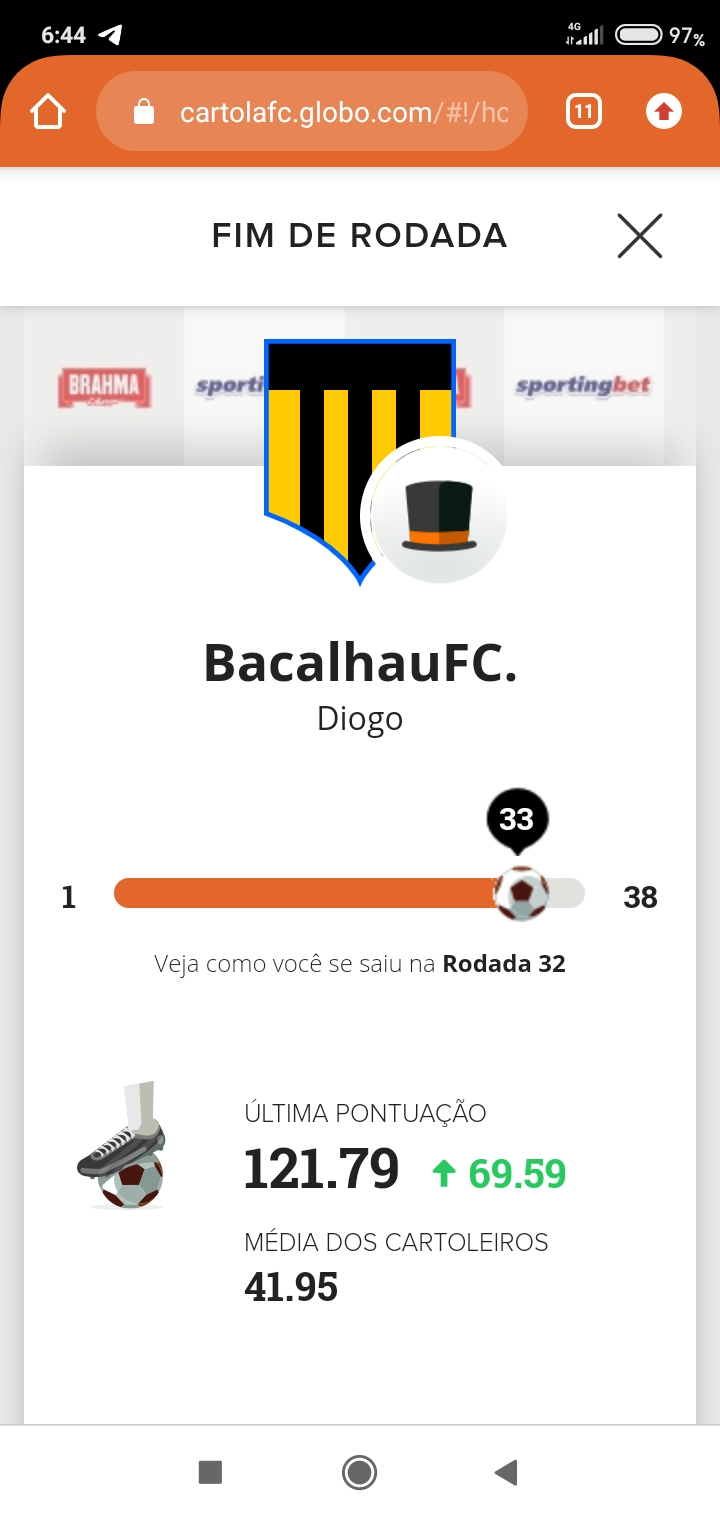 6:44 4G 97%
cartolafc.globo.com/#!/ho 11
FIM DE RODADA
BRAHMA sporti sportingbet
BacalhauFC.
Diogo
33
1 38
Veja como você se saiu na Rodada 32
ÚLTIMA PONTUAÇÃO
121.79 69.59
MÉDIA DOS CARTOLEIROS
41.95